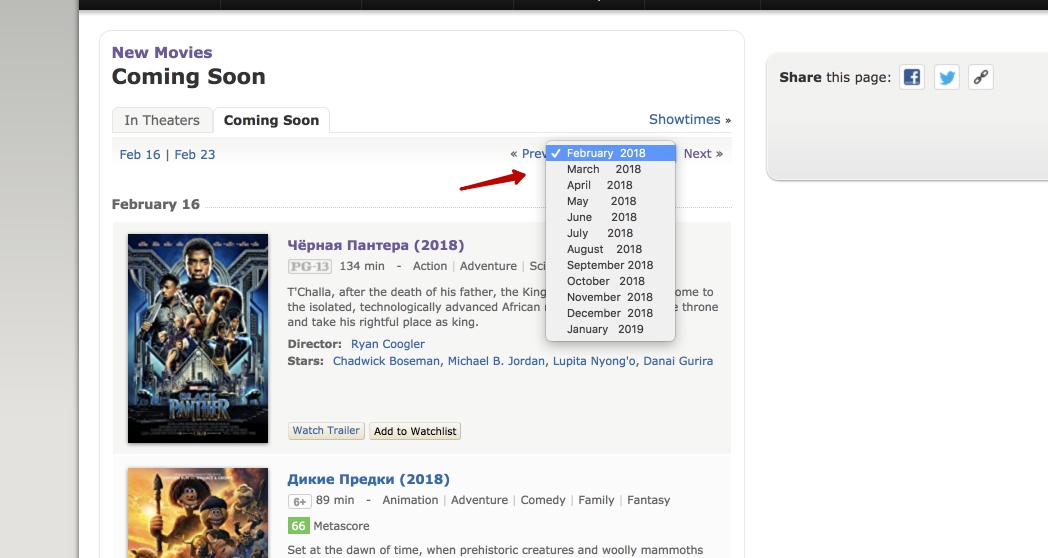 New Movies
Coming Soon
In Theaters
Coming Soon
Showtimes »
Feb 16 | Feb 23
« Prev
✓ February 2018
March 2018
April 2018
May 2018
June 2018
July 2018
August 2018
September 2018
October 2018
November 2018
December 2018
January 2019
Next »
Share this page:
February 16
Чёрная Пантера (2018)
PG-13 134 min - Action | Adventure | Sci
T'Challa, after the death of his father, the King ome to
the isolated, technologically advanced African throne
and take his rightful place as king.
Director: Ryan Coogler
Stars: Chadwick Boseman, Michael B. Jordan, Lupita Nyong'o, Danai Gurira
Watch Trailer
Add to Watchlist
BLACK
PANTHER
Дикие Предки (2018)
6+ 89 min - Animation | Adventure | Comedy | Family | Fantasy
66 Metascore
Set at the dawn of time, when prehistoric creatures and woolly mammoths